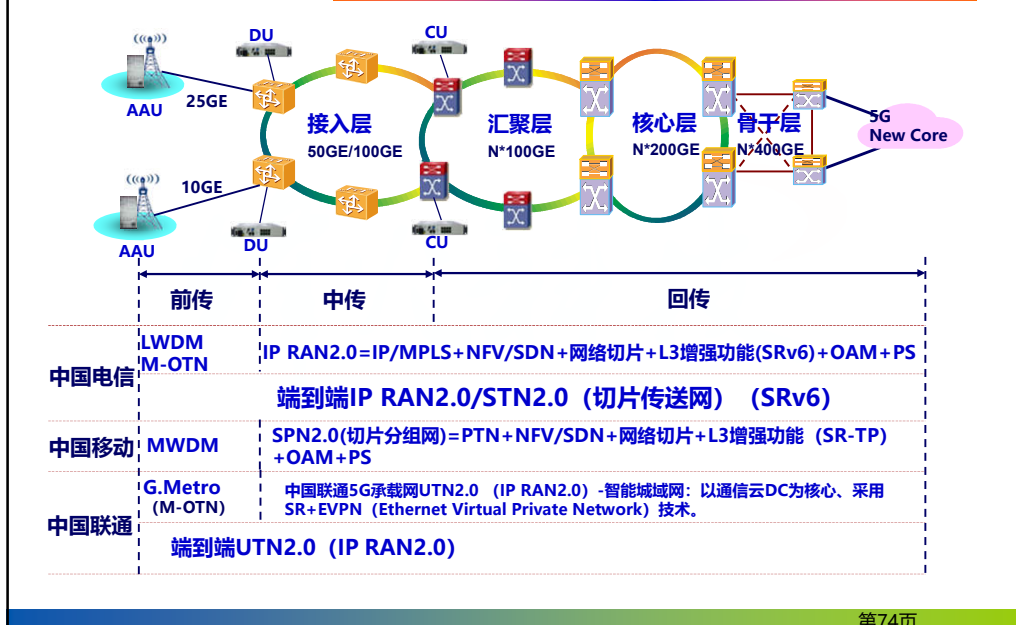 DU
CU
AAU
25GE
接入层
50GE/100GE
汇聚层
N*100GE
核心层
N*200GE
骨干层
N*400GE
5G
New Core
10GE
AAU
DU
CU
前传
中传
回传
中国电信
LWDM
M-OTN
IP RAN2.0=IP/MPLS+NFV/SDN+网络切片+L3增强功能(SRv6)+OAM+PS
端到端IP RAN2.0/STN2.0（切片传送网）（SRv6）
中国移动
MWDM
SPN2.0(切片分组网)=PTN+NFV/SDN+网络切片+L3增强功能（SR-TP）
+OAM+PS
中国联通
G.Metro
（M-OTN）
中国联通5G承载网UTN2.0 （IP RAN2.0）-智能城域网：以通信云DC为核心、采用
SR+EVPN（Ethernet Virtual Private Network）技术。
端到端UTN2.0（IP RAN2.0）
第74页